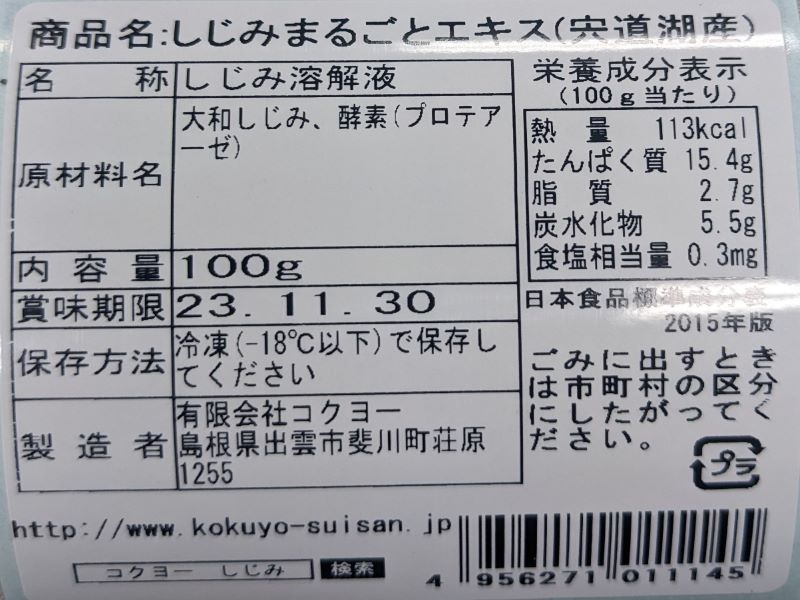 商品名:しじみまるごとエキス(宍道湖産)
名 称 しじみ溶解液
原材料名 大和しじみ、酵素(プロテア
ーゼ)
内容量 100g
賞味期限 23.11.30
保存方法 冷凍(-18℃以下)で保存し
てください
製造者 有限会社コクヨー
島根県出雲市斐川町荘原
1255
栄養成分表示
(100g当たり)
熱 量 113kcal
たんぱく質 15.4g
脂 質 2.7g
炭水化物 5.5g
食塩相当量 0.3mg
日本食品標準成分表
2015年版
ごみに出すとき
は市町村の区分
にしたがってく
ださい。
プラ
http://www.kokuyo-suisan.jp
コクヨー しじみ 検索
4 956271 011145